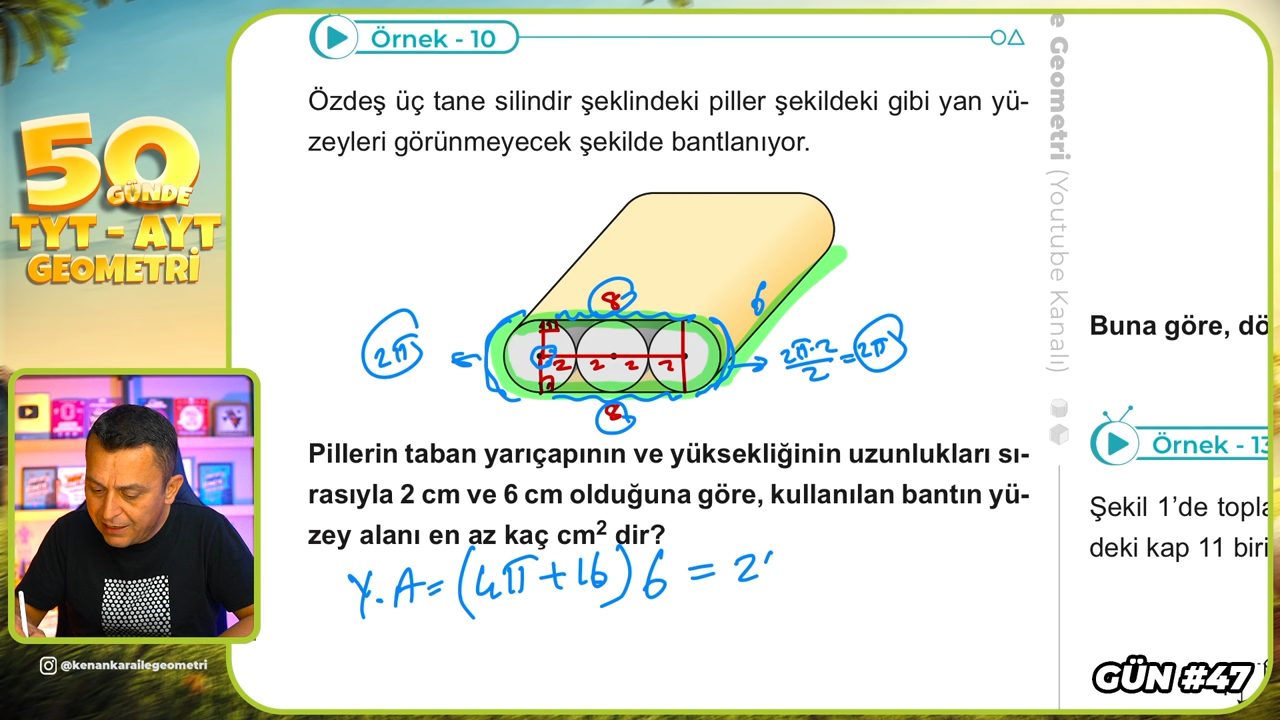 50
GÜNDE
TYT - AYT
GEOMETRİ
Örnek - 10
Özdeş üç tane silindir şeklindeki piller şekildeki gibi yan yü-
zeyleri görünmeyecek şekilde bantlanıyor.
8
6
2π
2 2 2 2
2π·2/2=2π
8
Pillerin taban yarıçapının ve yüksekliğinin uzunlukları sı-
rasıyla 2 cm ve 6 cm olduğuna göre, kullanılan bantın yü-
zey alanı en az kaç cm² dir?
Y.A=(4π+16)6=2
e Geometri (Youtube Kanalı)
Buna göre, dö
Örnek - 13
Şekil 1'de topla
deki kap 11 biri
@kenankarailegeometri
GÜN #47